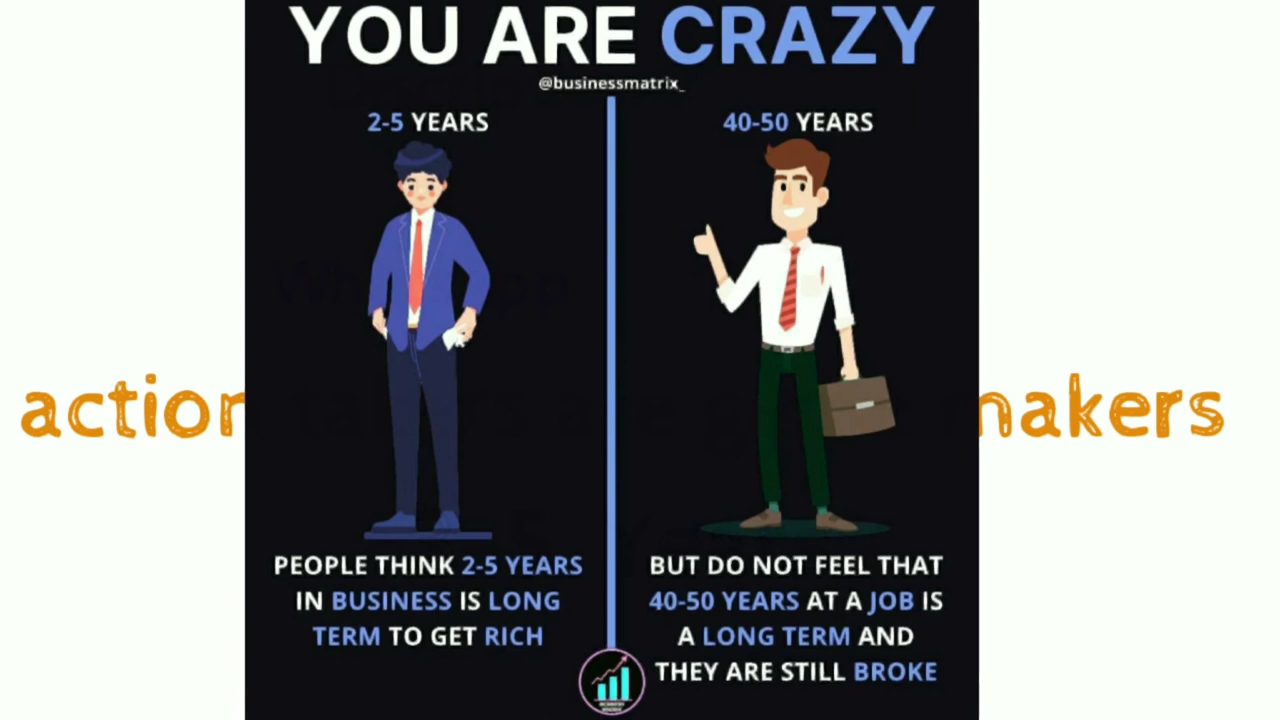 YOU ARE CRAZY
@businessmatrix_
2-5 YEARS
40-50 YEARS
action
makers
PEOPLE THINK 2-5 YEARS
IN BUSINESS IS LONG
TERM TO GET RICH
BUT DO NOT FEEL THAT
40-50 YEARS AT A JOB IS
A LONG TERM AND
THEY ARE STILL BROKE